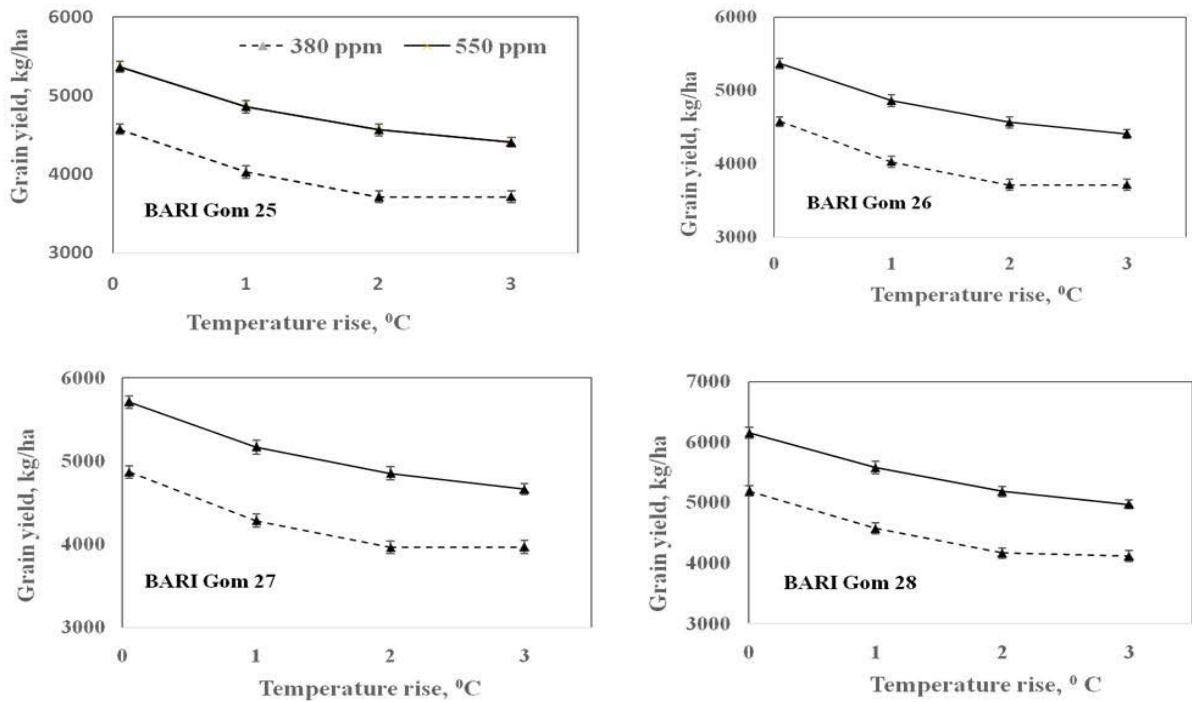 6000
5000
4000
3000
Grain yield, kg/ha
380 ppm
550 ppm
BARI Gom 25
0 1 2 3
Temperature rise, ⁰C
6000
5000
4000
3000
Grain yield, kg/ha
BARI Gom 26
0 1 2 3
Temperature rise, ⁰C
6000
5000
4000
3000
Grain yield, kg/ha
BARI Gom 27
0 1 2 3
Temperature rise, ⁰C
7000
6000
5000
4000
3000
Grain yield, kg/ha
BARI Gom 28
0 1 2 3
Temperature rise, ⁰ C